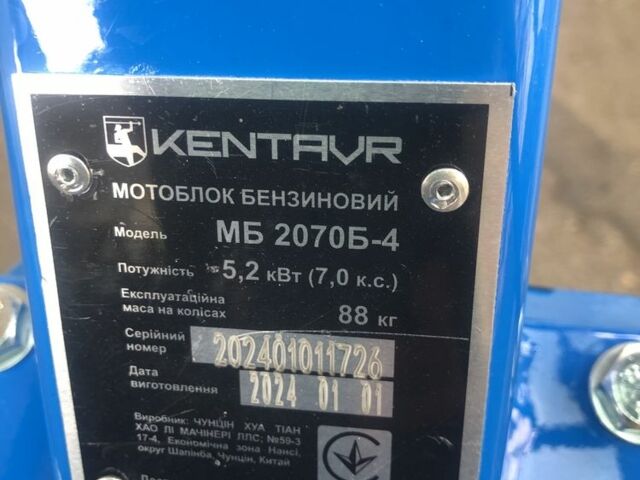 KENTAVR
МОТОБЛОК БЕНЗИНОВИЙ
Модель МБ 2070Б-4
Потужність 5,2 кВт (7,0 к.с.)
Експлуатаційна
маса на колісах 88 кг
Серійний
номер 202401011726
Дата
виготовлення 2024 01 01
Виробник: ЧУНЦІН ХУА ТІАН
ХАО ЛІ МАЧІНЕРІ ЛЛС; №59-3
17-4, Економічна зона Нансі,
округ Шапінба, Чунцін, Китай